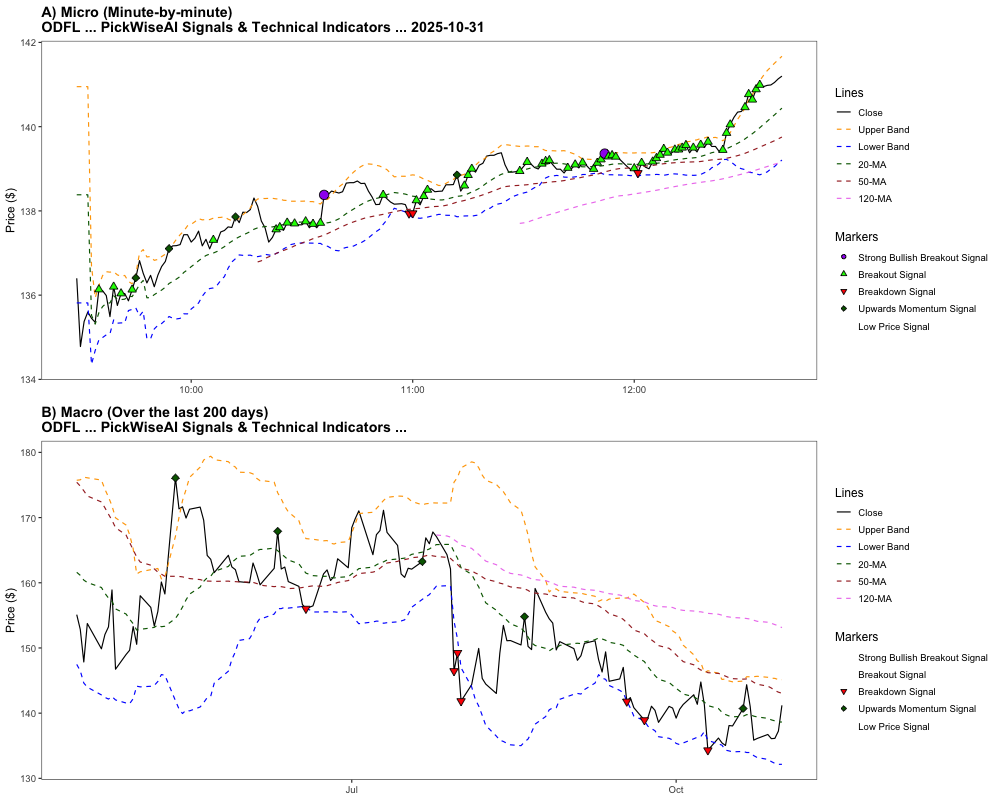 A) Micro (Minute-by-minute)
ODFL ... PickWiseAI Signals & Technical Indicators ... 2025-10-31
Price ($)
142
140
138
136
134
10:00
11:00
12:00
Lines
Close
Upper Band
Lower Band
20-MA
50-MA
120-MA
Markers
Strong Bullish Breakout Signal
Breakout Signal
Breakdown Signal
Upwards Momentum Signal
Low Price Signal
B) Macro (Over the last 200 days)
ODFL ... PickWiseAI Signals & Technical Indicators ...
Price ($)
180
170
160
150
140
130
Jul
Oct
Lines
Close
Upper Band
Lower Band
20-MA
50-MA
120-MA
Markers
Strong Bullish Breakout Signal
Breakout Signal
Breakdown Signal
Upwards Momentum Signal
Low Price Signal